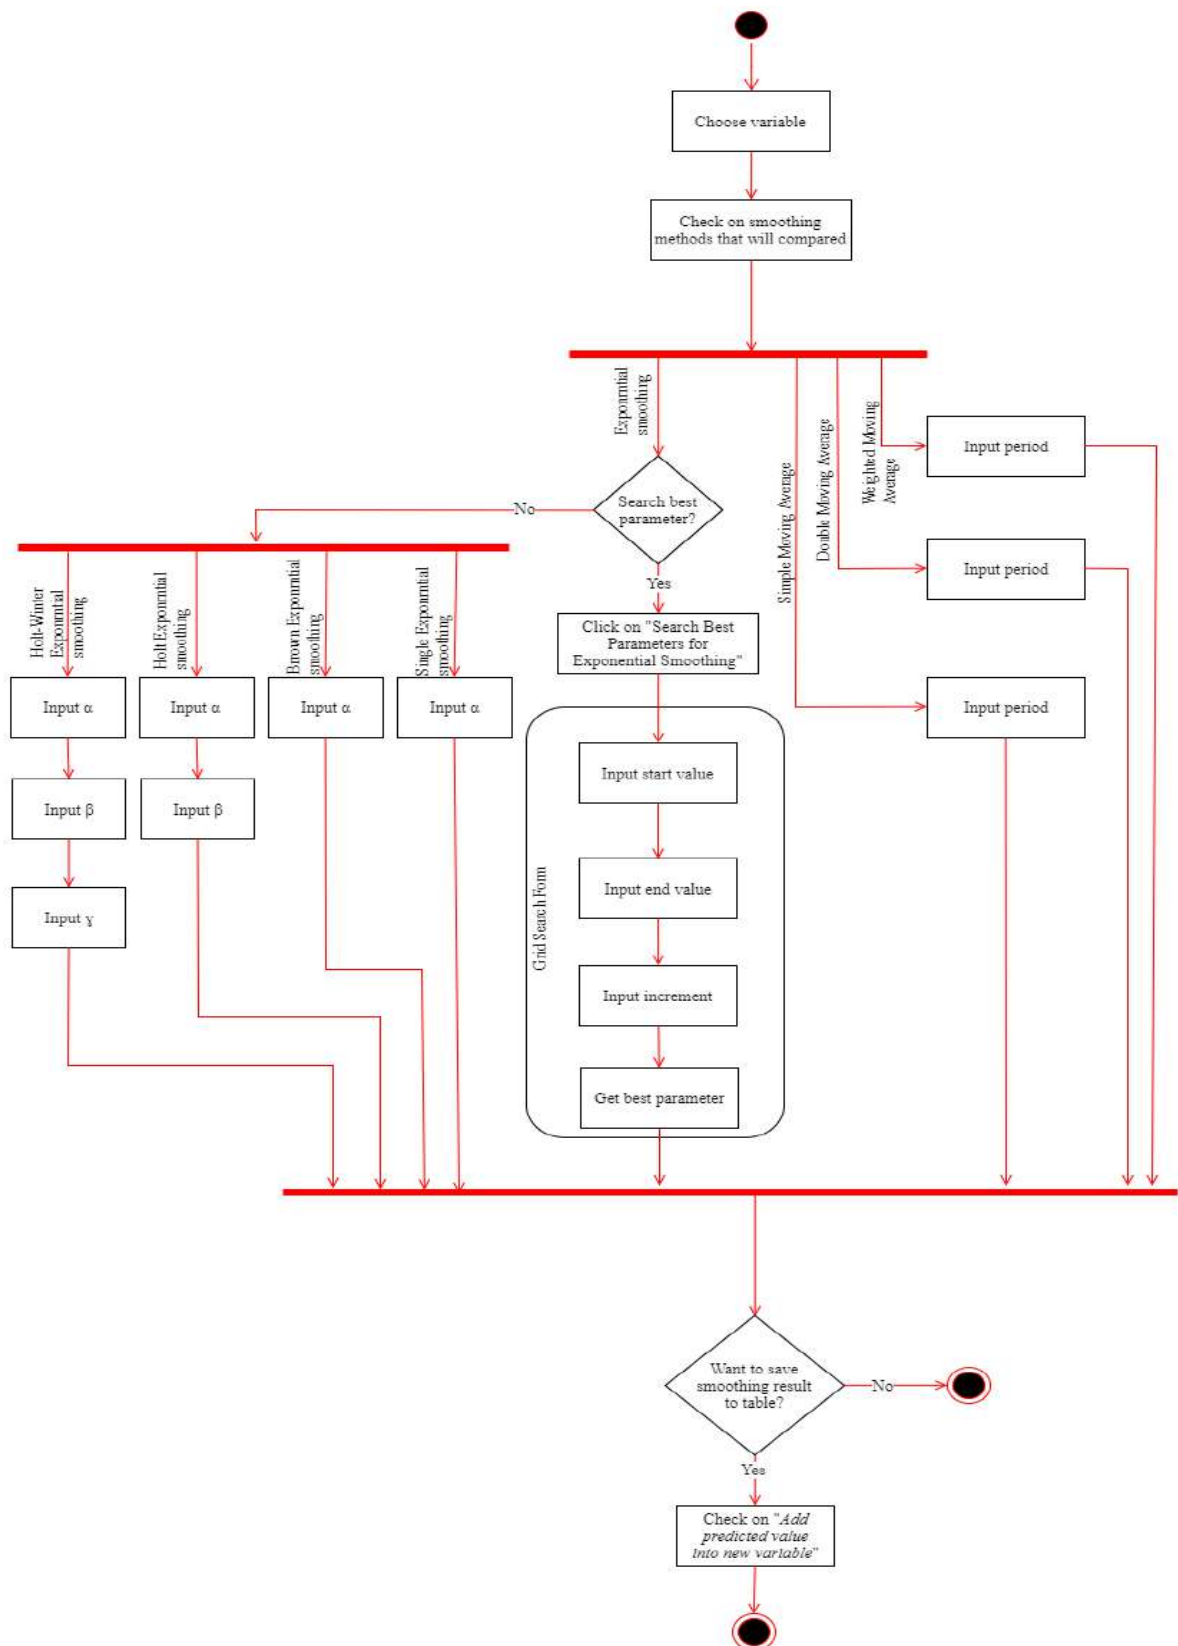 Choose variable
Check on smoothing
methods that will compared
Exponential
smoothing
Simple Moving Average
Double Moving Average
Weighted Moving
Average
Input period
Input period
Input period
Search best
parameter?
No
Yes
Holt-Winter
Exponential
smoothing
Holt Exponential
smoothing
Brown Exponential
smoothing
Single Exponential
smoothing
Click on "Search Best
Parameters for
Exponential Smoothing"
Input α
Input α
Input α
Input α
Input β
Input β
Input γ
Grid Search Form
Input start value
Input end value
Input increment
Get best parameter
Want to save
smoothing result
to table?
No
Yes
Check on "Add
predicted value
into new variable"